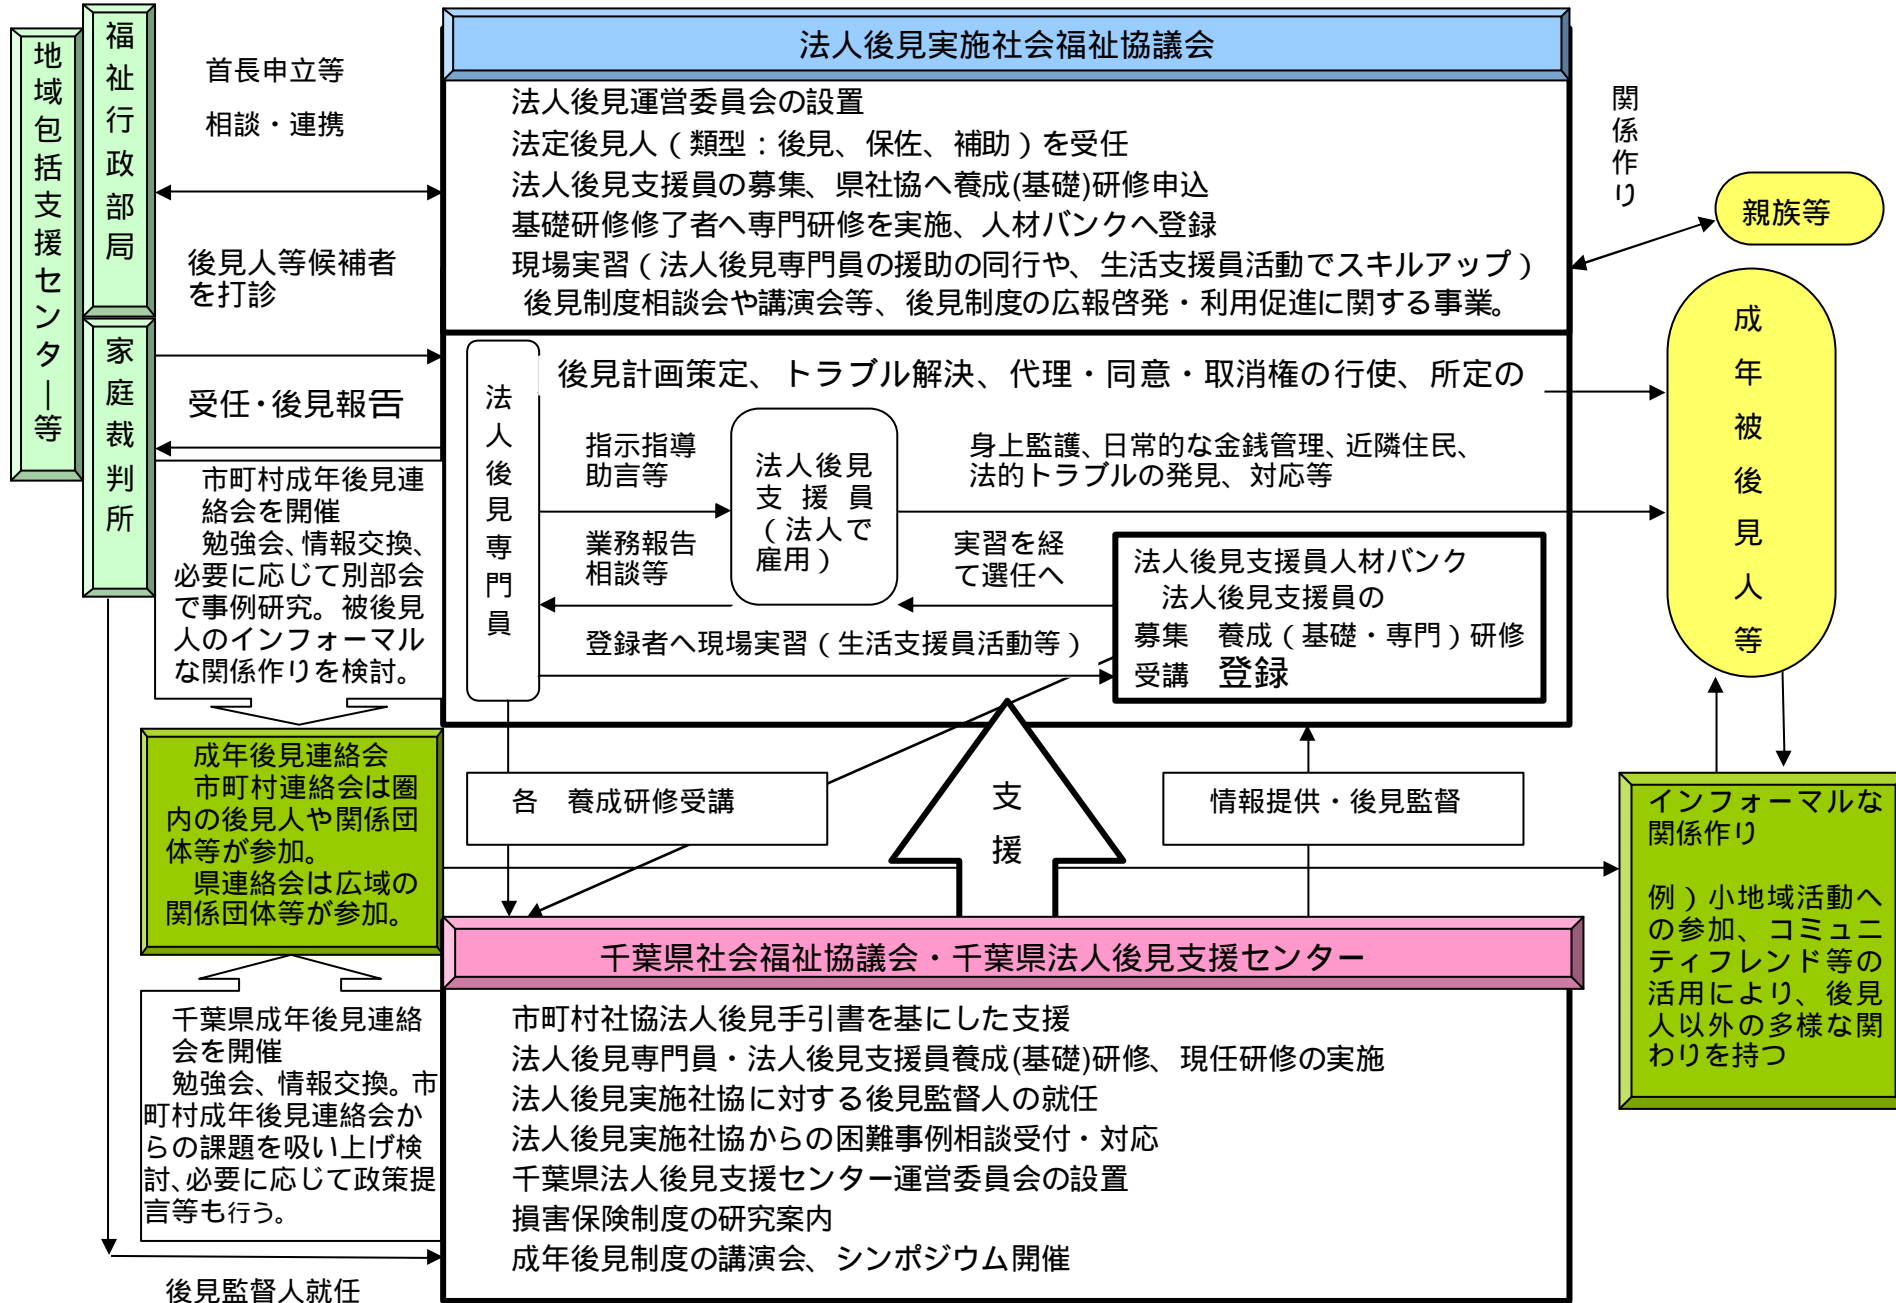 地域包括支援センター等
福祉行政部局
家庭裁判所
首長申立等
相談・連携
後見人等候補者
を打診
受任・後見報告
法人後見実施社会福祉協議会
法人後見運営委員会の設置
法定後見人（類型：後見、保佐、補助）を受任
法人後見支援員の募集、県社協へ養成(基礎)研修申込
基礎研修修了者へ専門研修を実施、人材バンクへ登録
現場実習（法人後見専門員の援助の同行や、生活支援員活動でスキルアップ）
後見制度相談会や講演会等、後見制度の広報啓発・利用促進に関する事業。
関係作り
親族等
成年被後見人等
法人後見専門員
後見計画策定、トラブル解決、代理・同意・取消権の行使、所定の
指示指導
助言等
法人後見
支援員
（法人で
雇用）
身上監護、日常的な金銭管理、近隣住民、
法的トラブルの発見、対応等
業務報告
相談等
実習を経
て選任へ
登録者へ現場実習（生活支援員活動等）
法人後見支援員人材バンク
法人後見支援員の
募集　養成（基礎・専門）研修
受講　登録
市町村成年後見連
絡会を開催
勉強会、情報交換、
必要に応じて別部会
で事例研究。被後見
人のインフォーマル
な関係作りを検討。
成年後見連絡会
市町村連絡会は圏
内の後見人や関係団
体等が参加。
県連絡会は広域の
関係団体等が参加。
各　養成研修受講
支援
情報提供・後見監督
インフォーマルな
関係作り
例）小地域活動へ
の参加、コミュニ
ティフレンド等の
活用により、後見
人以外の多様な関
わりを持つ
千葉県成年後見連絡
会を開催
勉強会、情報交換。市
町村成年後見連絡会か
らの課題を吸い上げ検
討、必要に応じて政策提
言等も行う。
後見監督人就任
千葉県社会福祉協議会・千葉県法人後見支援センター
市町村社協法人後見手引書を基にした支援
法人後見専門員・法人後見支援員養成(基礎)研修、現任研修の実施
法人後見実施社協に対する後見監督人の就任
法人後見実施社協からの困難事例相談受付・対応
千葉県法人後見支援センター運営委員会の設置
損害保険制度の研究案内
成年後見制度の講演会、シンポジウム開催